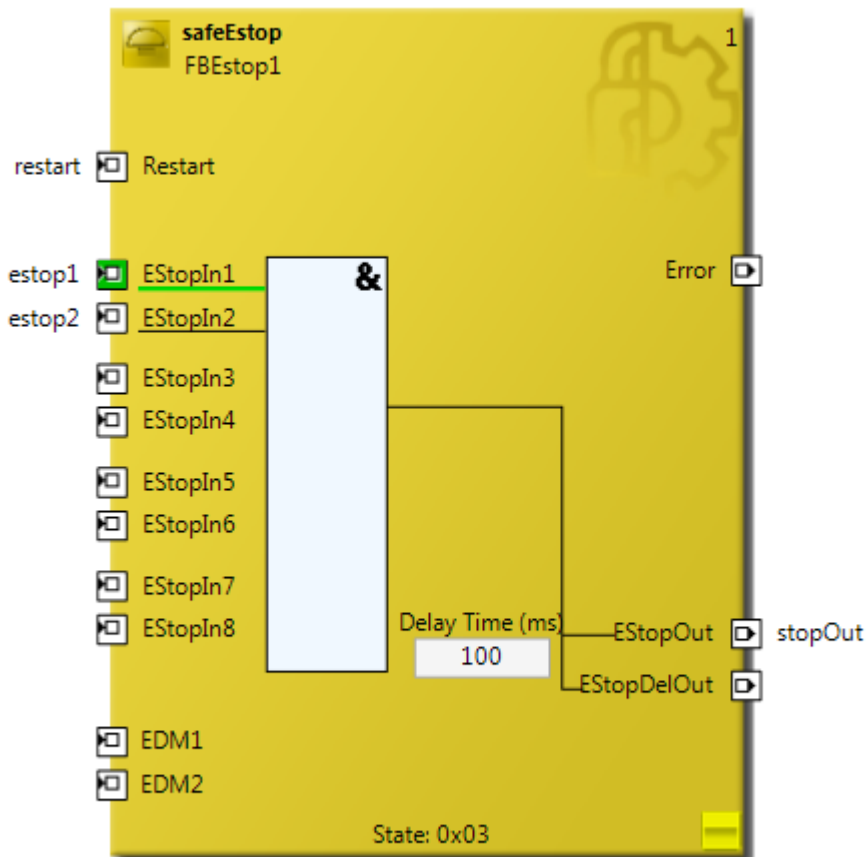 safeEstop
1
FBEstop1
restart Restart
estop1 EStopIn1 & Error
estop2 EStopIn2
EStopIn3
EStopIn4
EStopIn5
EStopIn6
EStopIn7
EStopIn8 Delay Time (ms) EStopOut stopOut
100
EStopDelOut
EDM1
EDM2
State: 0x03